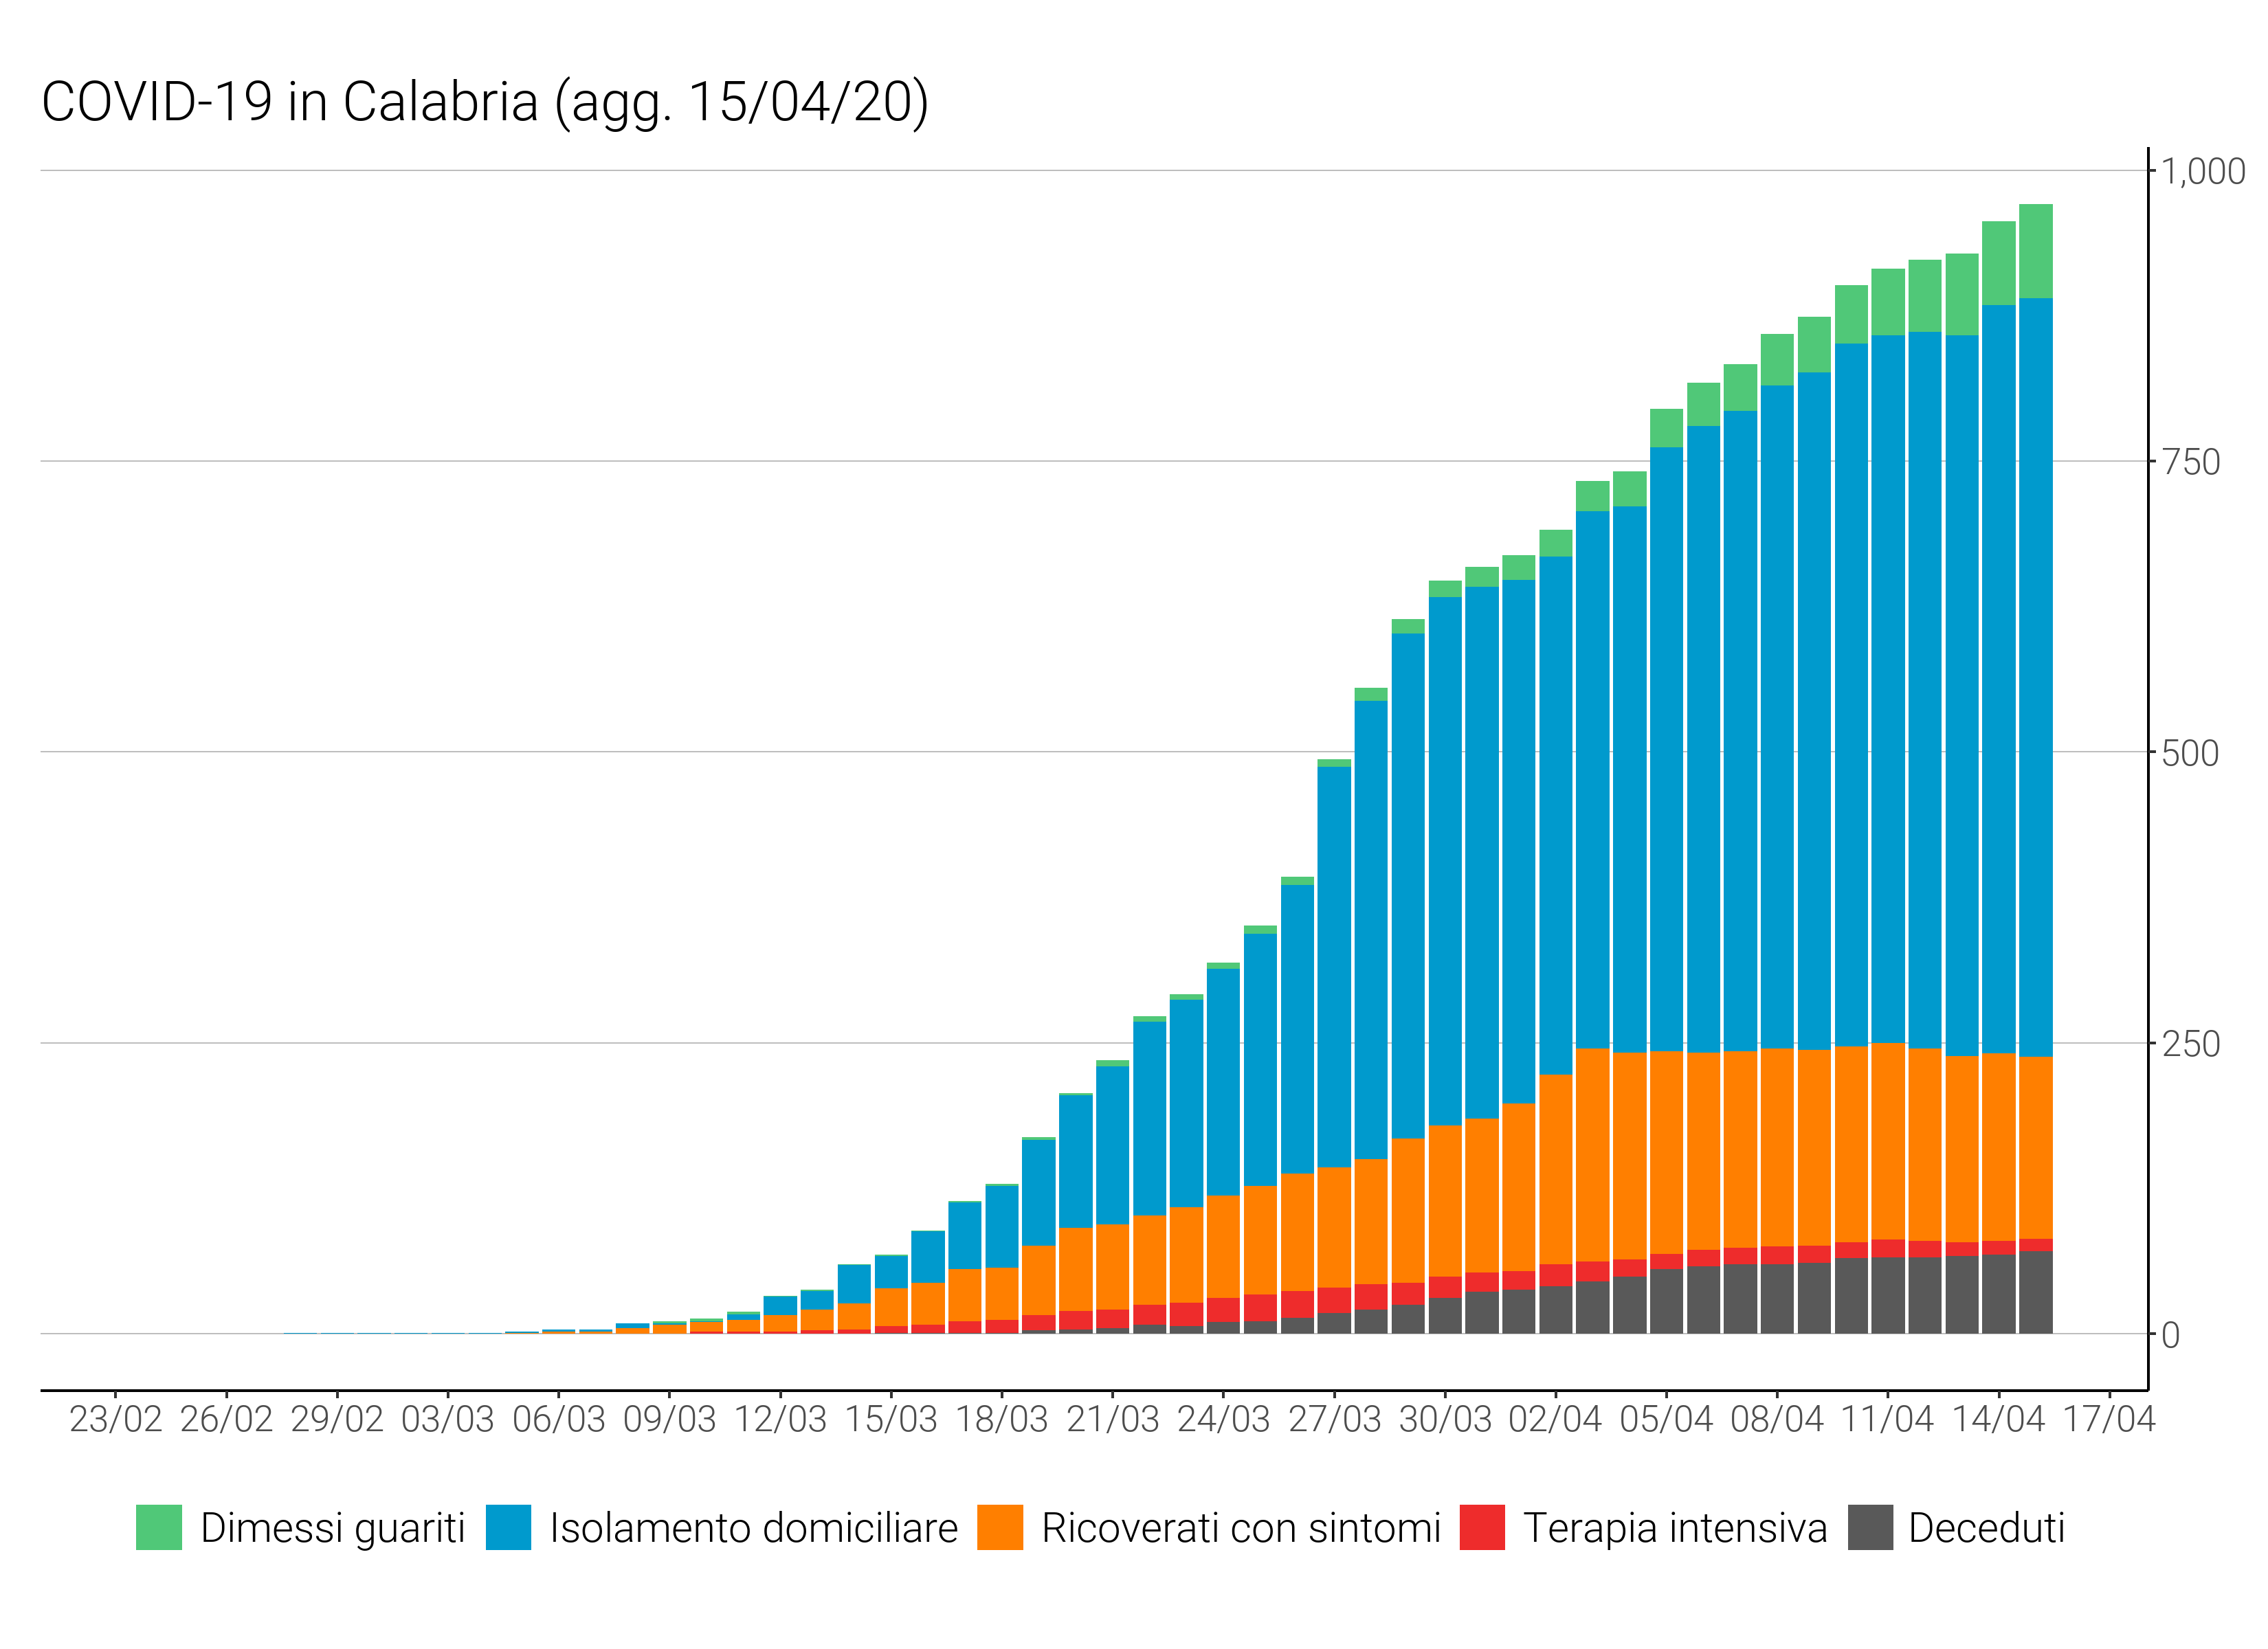 COVID-19 in Calabria (agg. 15/04/20)
1,000
750
500
250
0
23/02 26/02 29/02 03/03 06/03 09/03 12/03 15/03 18/03 21/03 24/03 27/03 30/03 02/04 05/04 08/04 11/04 14/04 17/04
Dimessi guariti Isolamento domiciliare Ricoverati con sintomi Terapia intensiva Deceduti